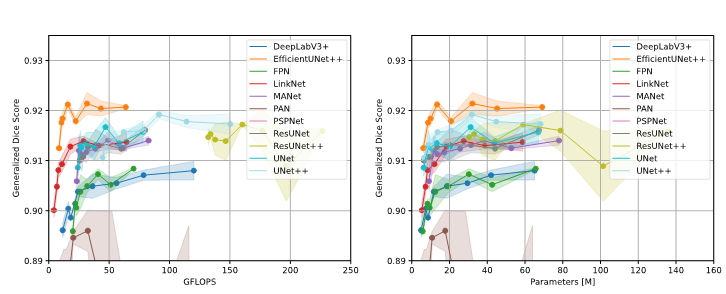 0.93
0.92
0.91
0.90
0.89
Generalized Dice Score
0
50
100
150
200
250
GFLOPS
DeepLabV3+
EfficientUNet++
FPN
LinkNet
MANet
PAN
PSPNet
ResUNet
ResUNet++
UNet
UNet++
0.93
0.92
0.91
0.90
0.89
Generalized Dice Score
0
20
40
60
80
100
120
140
160
Parameters [M]
DeepLabV3+
EfficientUNet++
FPN
LinkNet
MANet
PAN
PSPNet
ResUNet
ResUNet++
UNet
UNet++